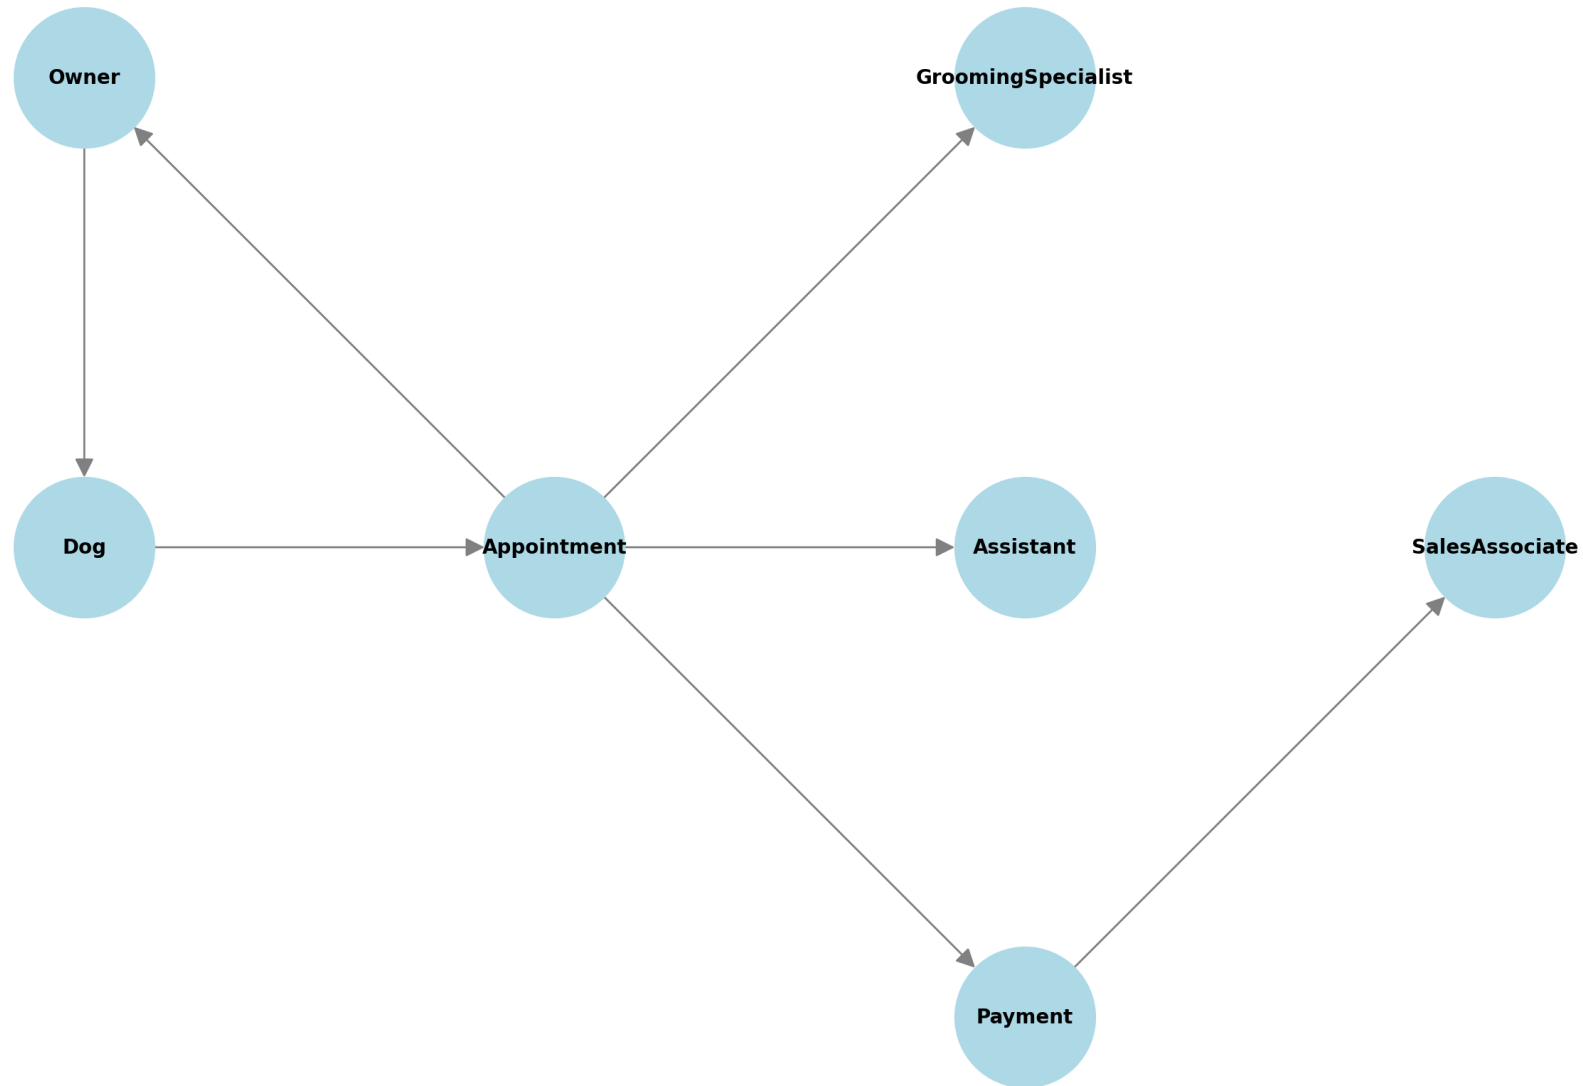 Owner
GroomingSpecialist
Dog
Appointment
Assistant
SalesAssociate
Payment